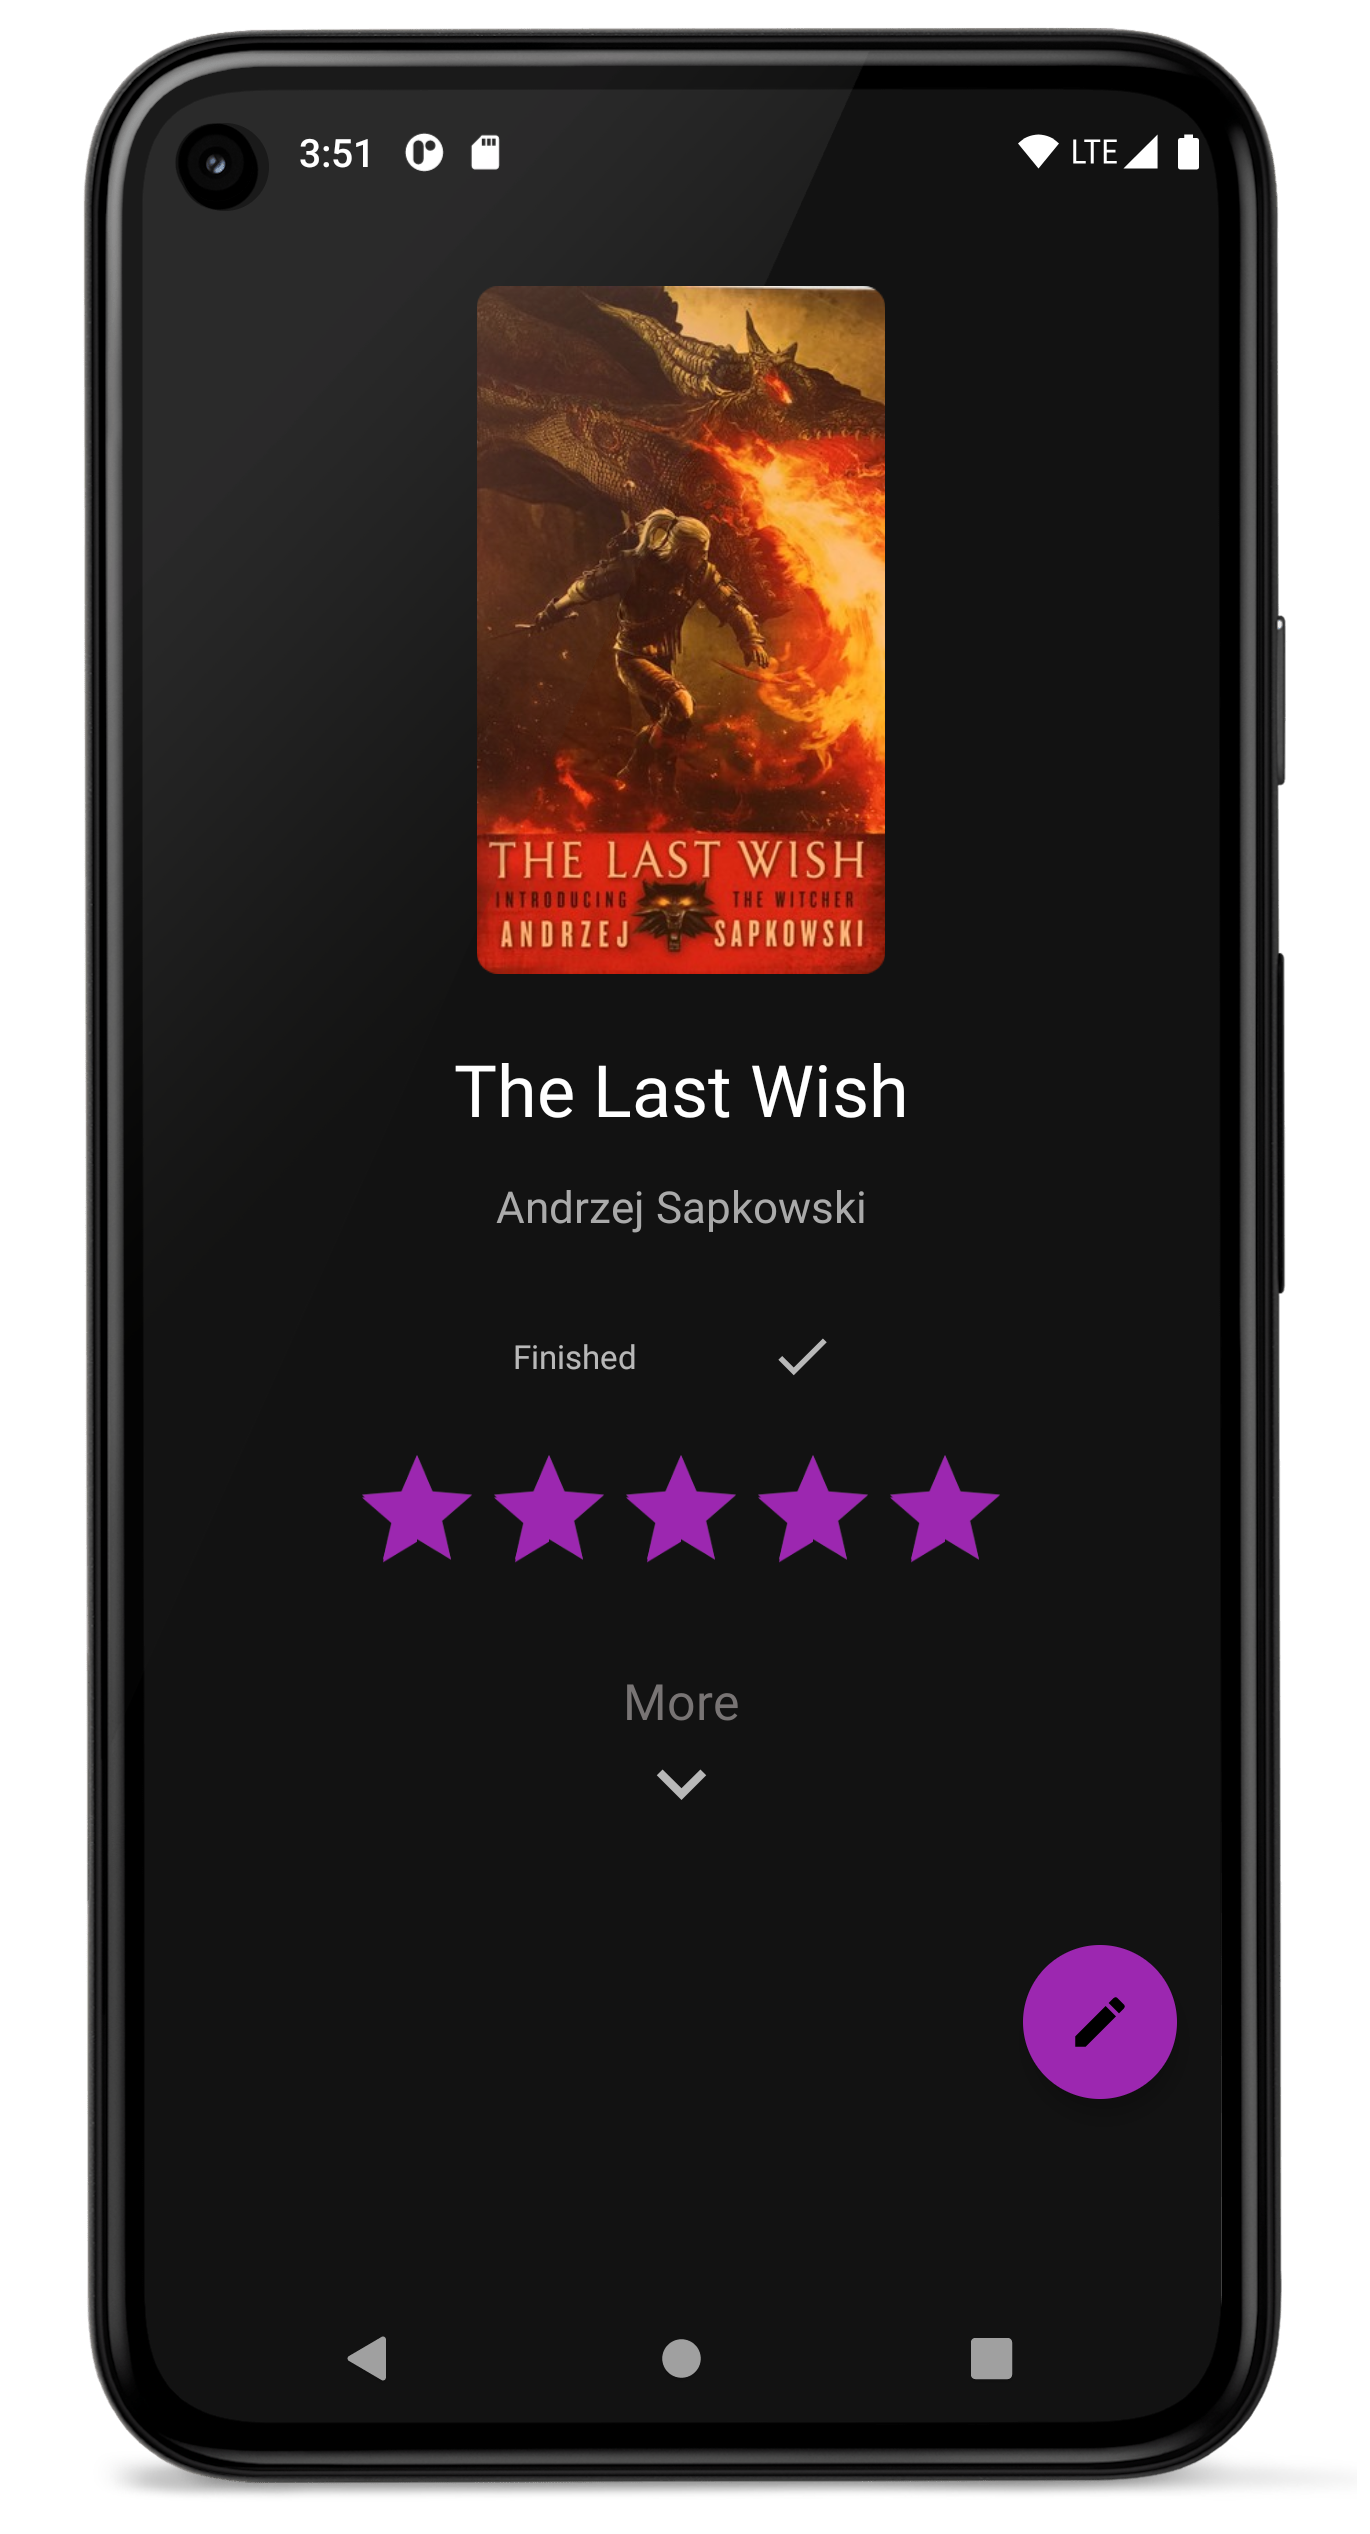 3:51 LTE
THE LAST WISH
INTRODUCING THE WITCHER
ANDRZEJ SAPKOWSKI
The Last Wish
Andrzej Sapkowski
Finished
More